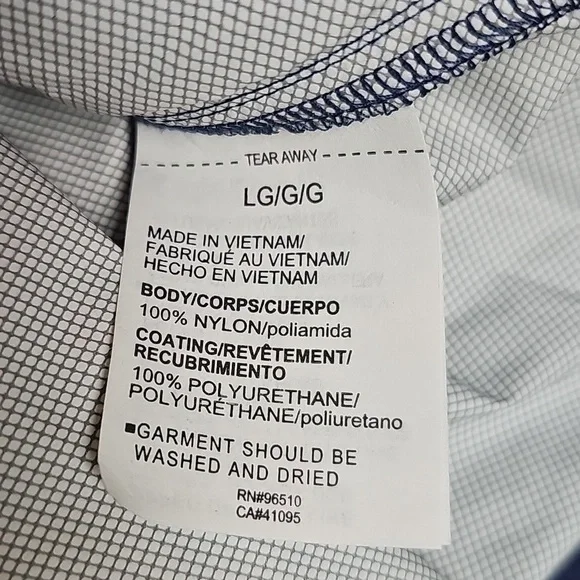 TEAR AWAY
LG/G/G
MADE IN VIETNAM/
FABRIQUÉ AU VIETNAM/
HECHO EN VIETNAM
BODY/CORPS/CUERPO
100% NYLON/poliamida
COATING/REVÊTEMENT/
RECUBRIMIENTO
100% POLYURETHANE/
POLYURÉTHANE/poliuretano
■GARMENT SHOULD BE
WASHED AND DRIED
RN#96510
CA#41095